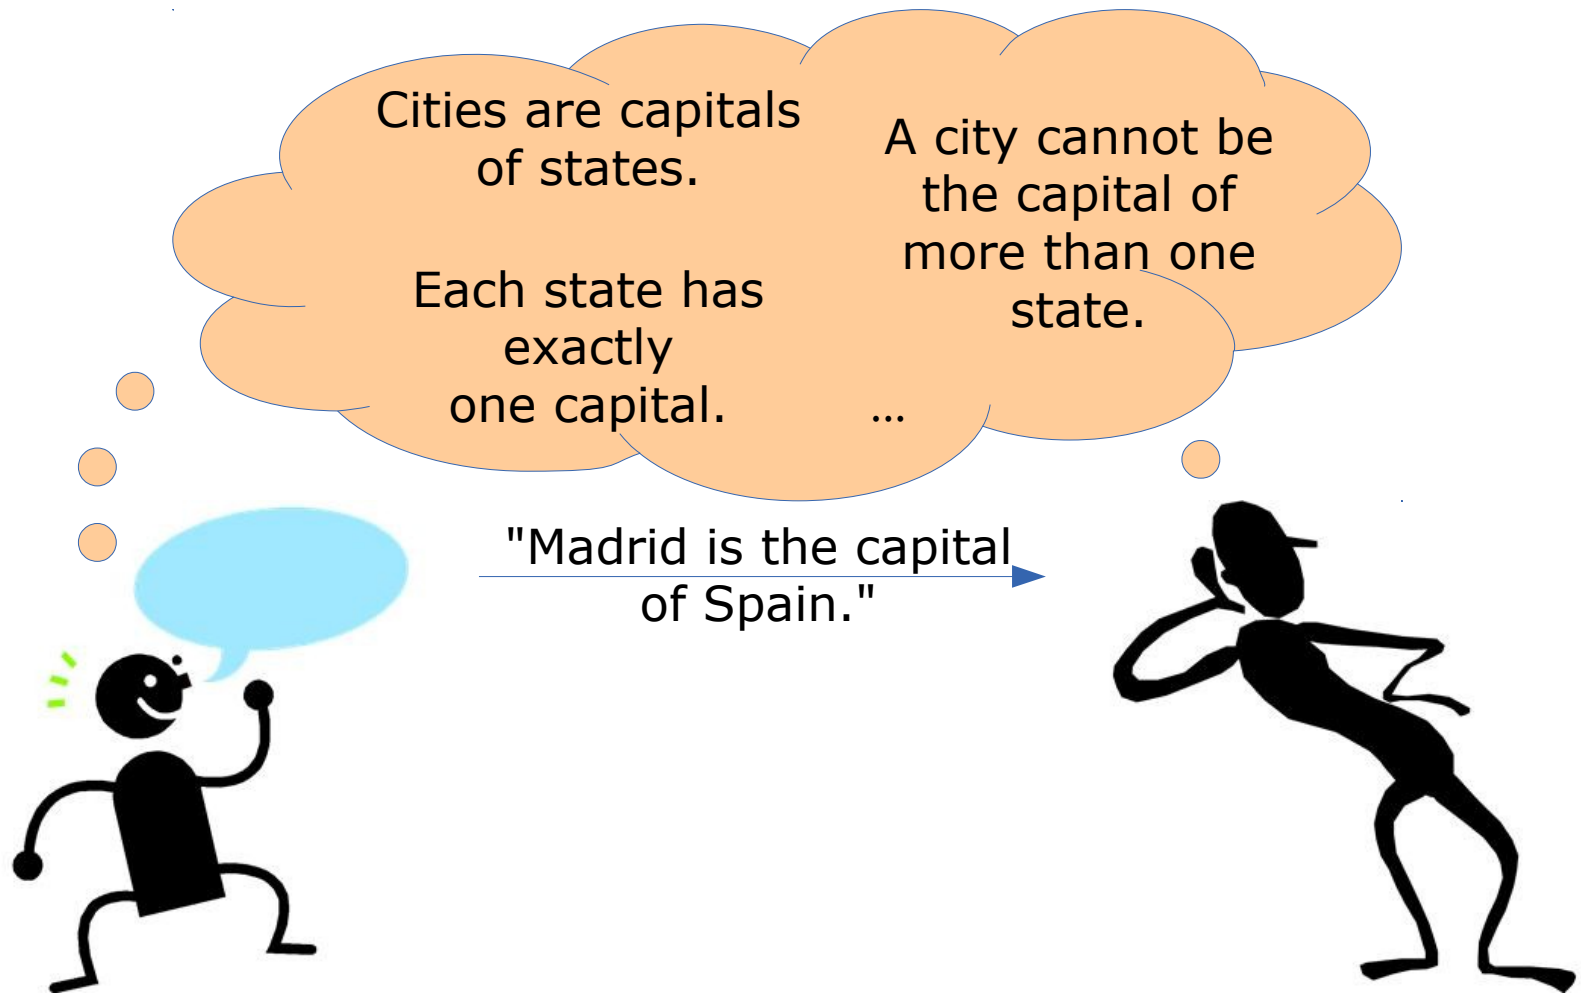 Cities are capitals
of states.
A city cannot be
the capital of
more than one
state.
Each state has
exactly
one capital.
...
"Madrid is the capital
of Spain."